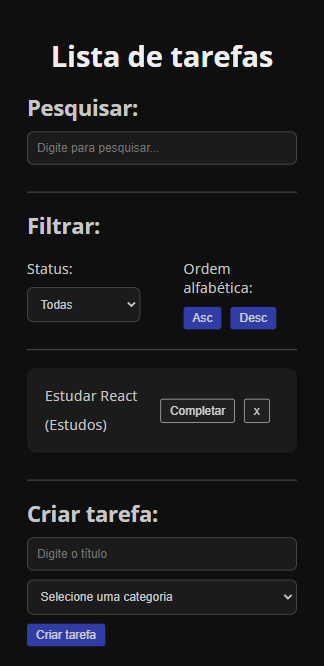 Lista de tarefas
Pesquisar:
Digite para pesquisar...
Filtrar:
Status:
Todas
Ordem
alfabética:
Asc Desc
Estudar React
(Estudos)
Completar x
Criar tarefa:
Digite o título
Selecione uma categoria
Criar tarefa